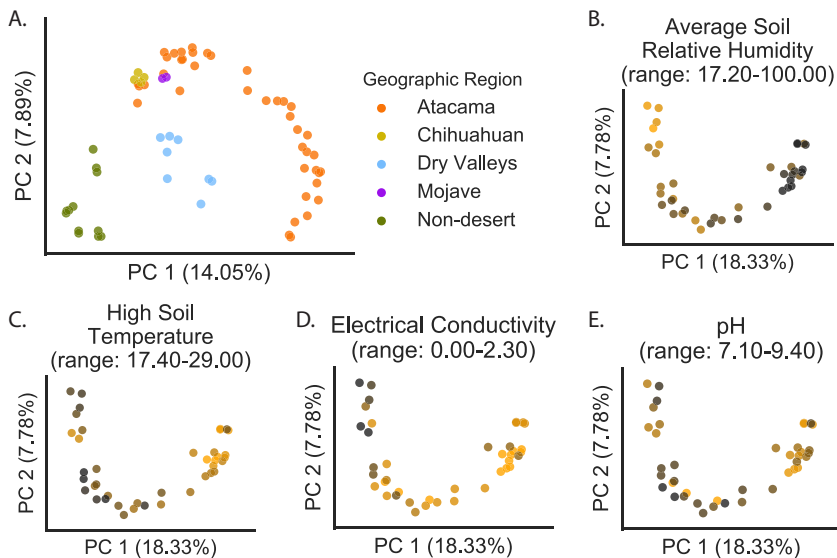 A.
PC 2 (7.89%)
PC 1 (14.05%)
Geographic Region
Atacama
Chihuahuan
Dry Valleys
Mojave
Non-desert
B.
Average Soil
Relative Humidity
(range: 17.20-100.00)
PC 2 (7.78%)
PC 1 (18.33%)
C.
High Soil
Temperature
(range: 17.40-29.00)
PC 2 (7.78%)
PC 1 (18.33%)
D.
Electrical Conductivity
(range: 0.00-2.30)
PC 2 (7.78%)
PC 1 (18.33%)
E.
pH
(range: 7.10-9.40)
PC 2 (7.78%)
PC 1 (18.33%)